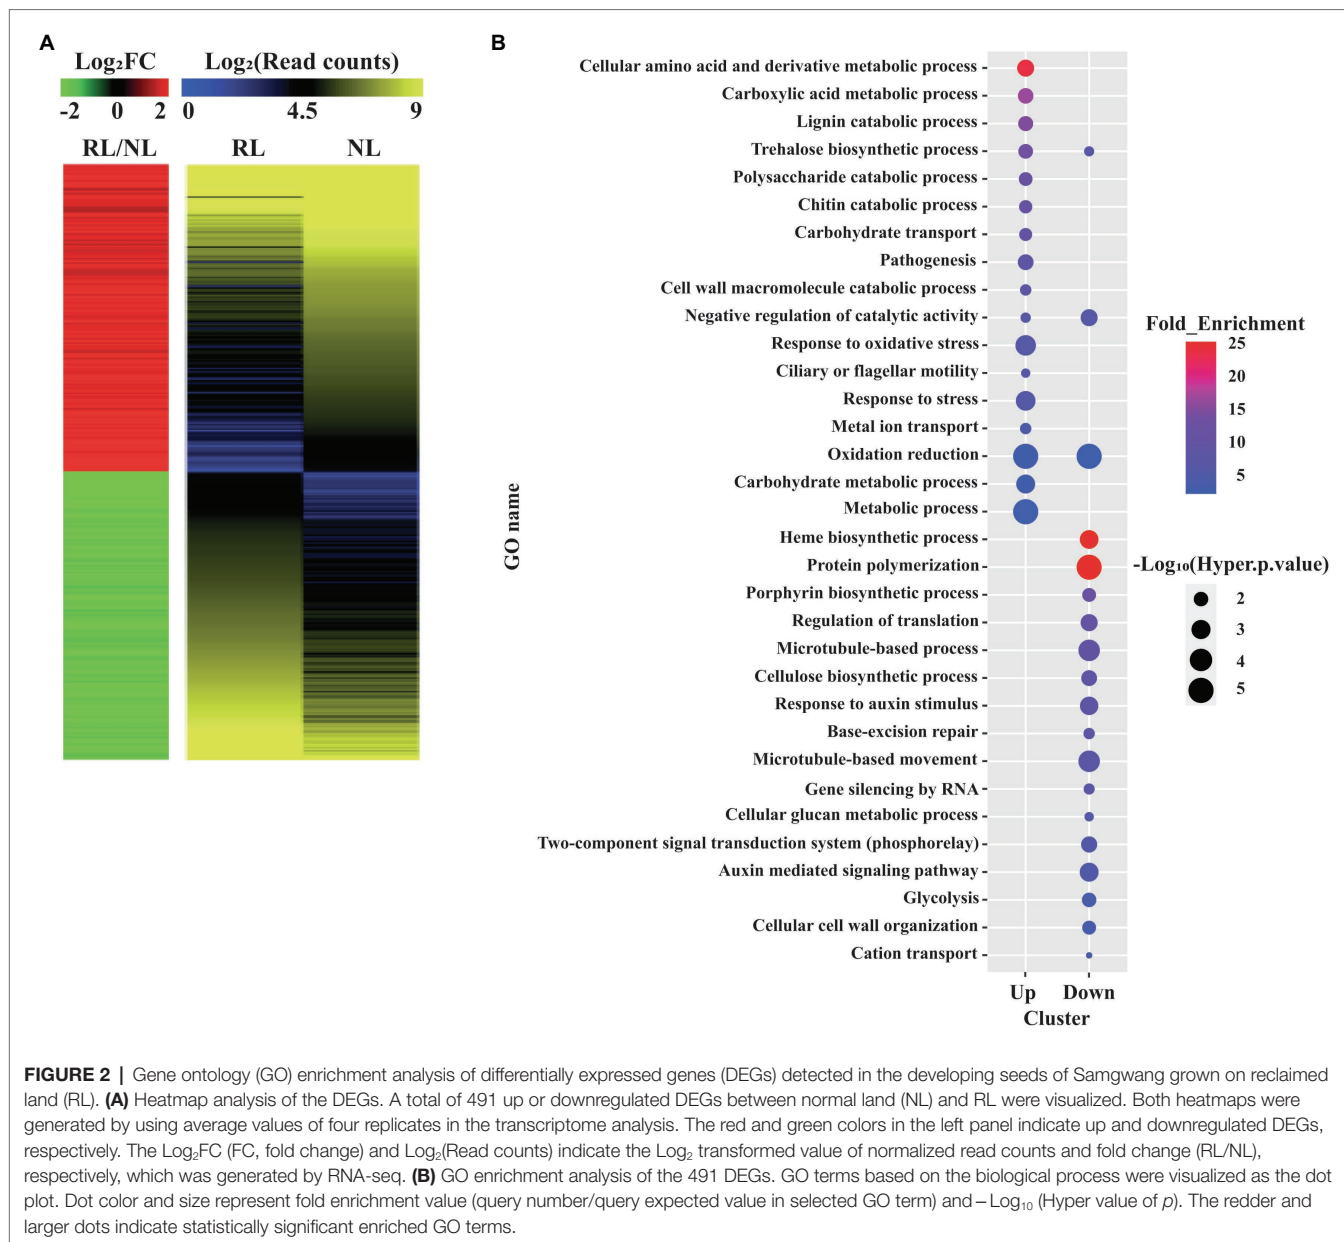 A
Log₂FC
Log₂(Read counts)
-2 0 2
0 4.5 9
RL/NL
RL
NL
B
Cellular amino acid and derivative metabolic process
Carboxylic acid metabolic process
Lignin catabolic process
Trehalose biosynthetic process
Polysaccharide catabolic process
Chitin catabolic process
Carbohydrate transport
Pathogenesis
Cell wall macromolecule catabolic process
Negative regulation of catalytic activity
Response to oxidative stress
Ciliary or flagellar motility
Response to stress
Metal ion transport
Oxidation reduction
Carbohydrate metabolic process
Metabolic process
Heme biosynthetic process
Protein polymerization
Porphyrin biosynthetic process
Regulation of translation
Microtubule-based process
Cellulose biosynthetic process
Response to auxin stimulus
Base-excision repair
Microtubule-based movement
Gene silencing by RNA
Cellular glucan metabolic process
Two-component signal transduction system (phosphorelay)
Auxin mediated signaling pathway
Glycolysis
Cellular cell wall organization
Cation transport
GO name
Up Down
Cluster
Fold_Enrichment
25
20
15
10
5
-Log₁₀(Hyper.p.value)
2
3
4
5
FIGURE 2 | Gene ontology (GO) enrichment analysis of differentially expressed genes (DEGs) detected in the developing seeds of Samgwang grown on reclaimed
land (RL). (A) Heatmap analysis of the DEGs. A total of 491 up or downregulated DEGs between normal land (NL) and RL were visualized. Both heatmaps were
generated by using average values of four replicates in the transcriptome analysis. The red and green colors in the left panel indicate up and downregulated DEGs,
respectively. The Log₂FC (FC, fold change) and Log₂(Read counts) indicate the Log₂ transformed value of normalized read counts and fold change (RL/NL),
respectively, which was generated by RNA-seq. (B) GO enrichment analysis of the 491 DEGs. GO terms based on the biological process were visualized as the dot
plot. Dot color and size represent fold enrichment value (query number/query expected value in selected GO term) and −Log₁₀ (Hyper value of p). The redder and
larger dots indicate statistically significant enriched GO terms.